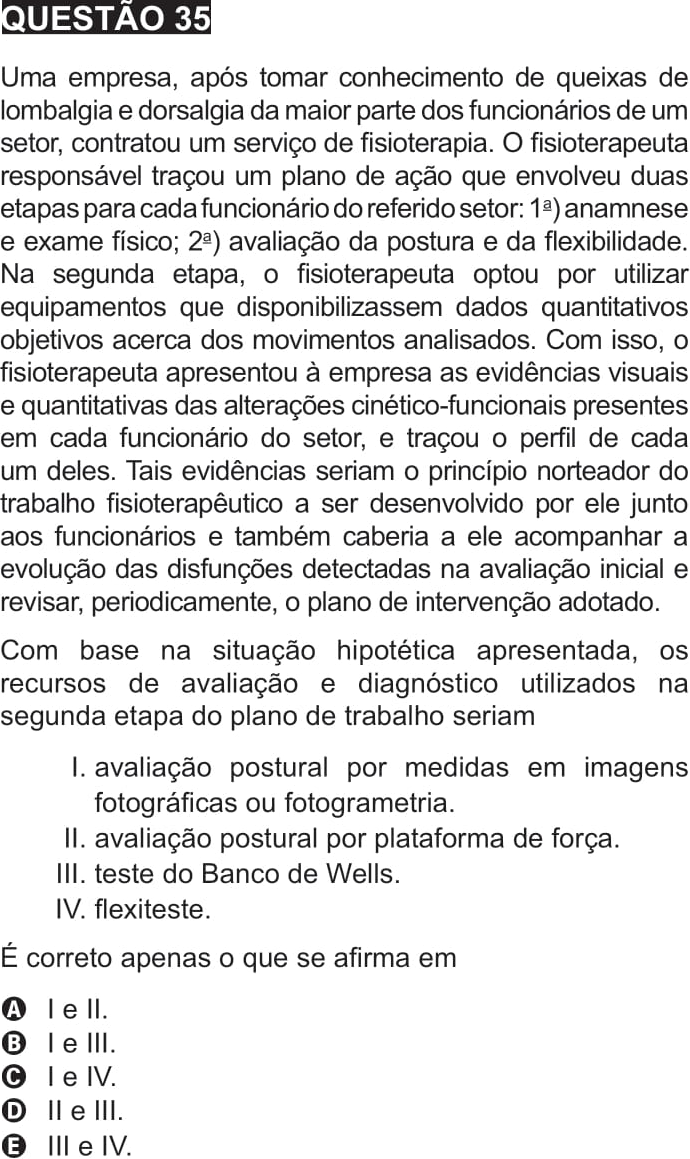 QUESTÃO 35
Uma empresa, após tomar conhecimento de queixas de
lombalgia e dorsalgia da maior parte dos funcionários de um
setor, contratou um serviço de fisioterapia. O fisioterapeuta
responsável traçou um plano de ação que envolveu duas
etapas para cada funcionário do referido setor: 1ª) anamnese
e exame físico; 2ª) avaliação da postura e da flexibilidade.
Na segunda etapa, o fisioterapeuta optou por utilizar
equipamentos que disponibilizassem dados quantitativos
objetivos acerca dos movimentos analisados. Com isso, o
fisioterapeuta apresentou à empresa as evidências visuais
e quantitativas das alterações cinético-funcionais presentes
em cada funcionário do setor, e traçou o perfil de cada
um deles. Tais evidências seriam o princípio norteador do
trabalho fisioterapêutico a ser desenvolvido por ele junto
aos funcionários e também caberia a ele acompanhar a
evolução das disfunções detectadas na avaliação inicial e
revisar, periodicamente, o plano de intervenção adotado.
Com base na situação hipotética apresentada, os
recursos de avaliação e diagnóstico utilizados na
segunda etapa do plano de trabalho seriam
I. avaliação postural por medidas em imagens
fotográficas ou fotogrametria.
II. avaliação postural por plataforma de força.
III. teste do Banco de Wells.
IV. flexiteste.
É correto apenas o que se afirma em
A I e II.
B I e III.
C I e IV.
D II e III.
E III e IV.